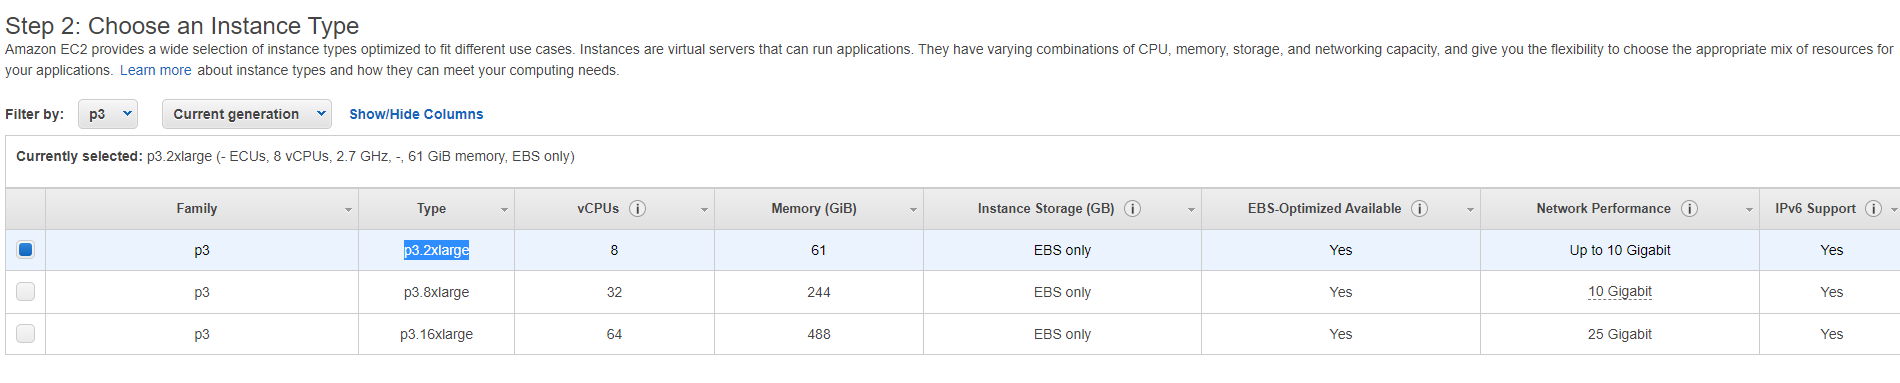 Step 2: Choose an Instance Type
Amazon EC2 provides a wide selection of instance types optimized to fit different use cases. Instances are virtual servers that can run applications. They have varying combinations of CPU, memory, storage, and networking capacity, and give you the flexibility to choose the appropriate mix of resources for
your applications. Learn more about instance types and how they can meet your computing needs.
Filter by: p3 Current generation Show/Hide Columns
Currently selected: p3.2xlarge (- ECUs, 8 vCPUs, 2.7 GHz, -, 61 GiB memory, EBS only)
Family Type vCPUs i Memory (GiB) Instance Storage (GB) i EBS-Optimized Available i Network Performance i IPv6 Support i
p3 p3.2xlarge 8 61 EBS only Yes Up to 10 Gigabit Yes
p3 p3.8xlarge 32 244 EBS only Yes 10 Gigabit Yes
p3 p3.16xlarge 64 488 EBS only Yes 25 Gigabit Yes